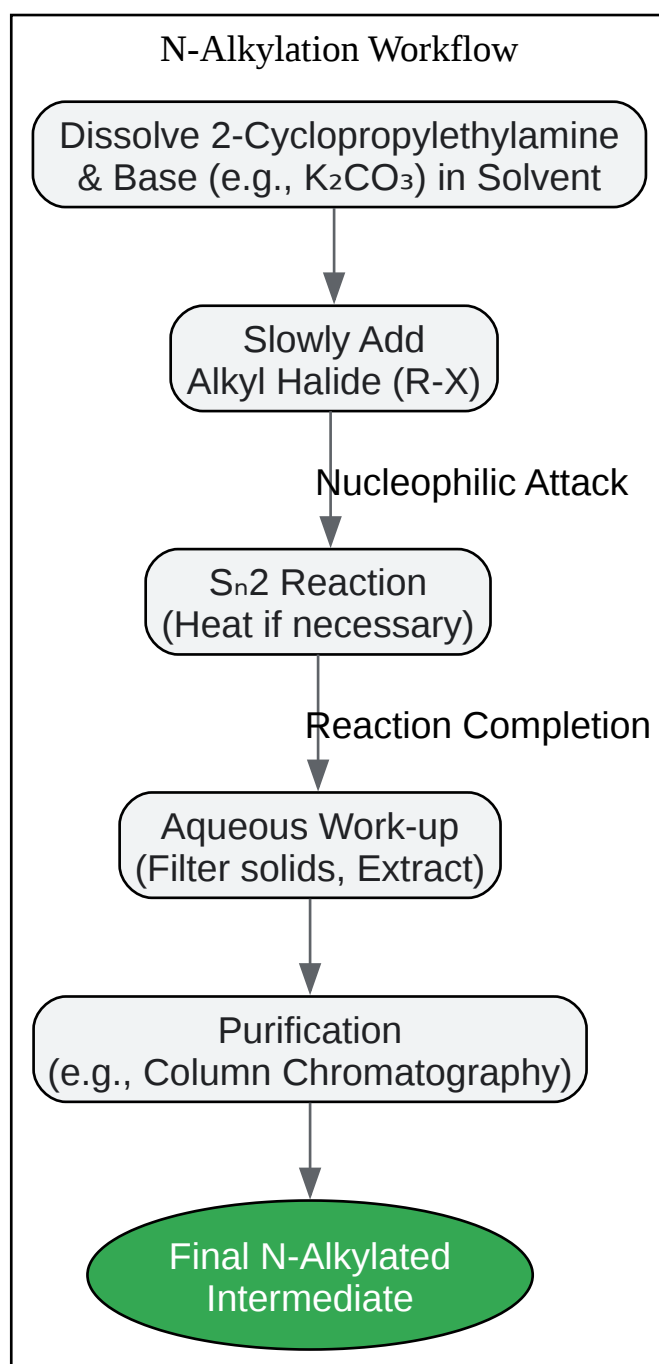 N-Alkylation Workflow
Dissolve 2-Cyclopropylethylamine
& Base (e.g., K₂CO₃) in Solvent
Slowly Add
Alkyl Halide (R-X)
Nucleophilic Attack
Sₙ2 Reaction
(Heat if necessary)
Reaction Completion
Aqueous Work-up
(Filter solids, Extract)
Purification
(e.g., Column Chromatography)
Final N-Alkylated
Intermediate